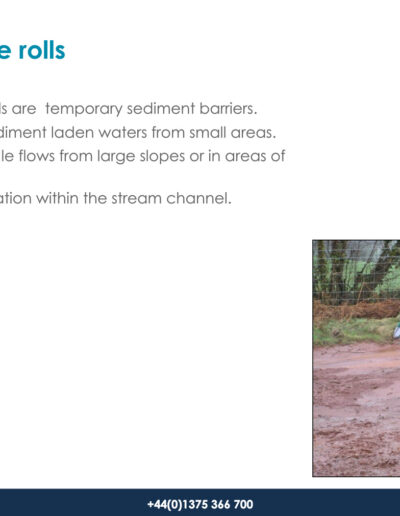 e rolls
ls are temporary sediment barriers.
diment laden waters from small areas.
le flows from large slopes or in areas of
ation within the stream channel.
+44(0)1375 366 700